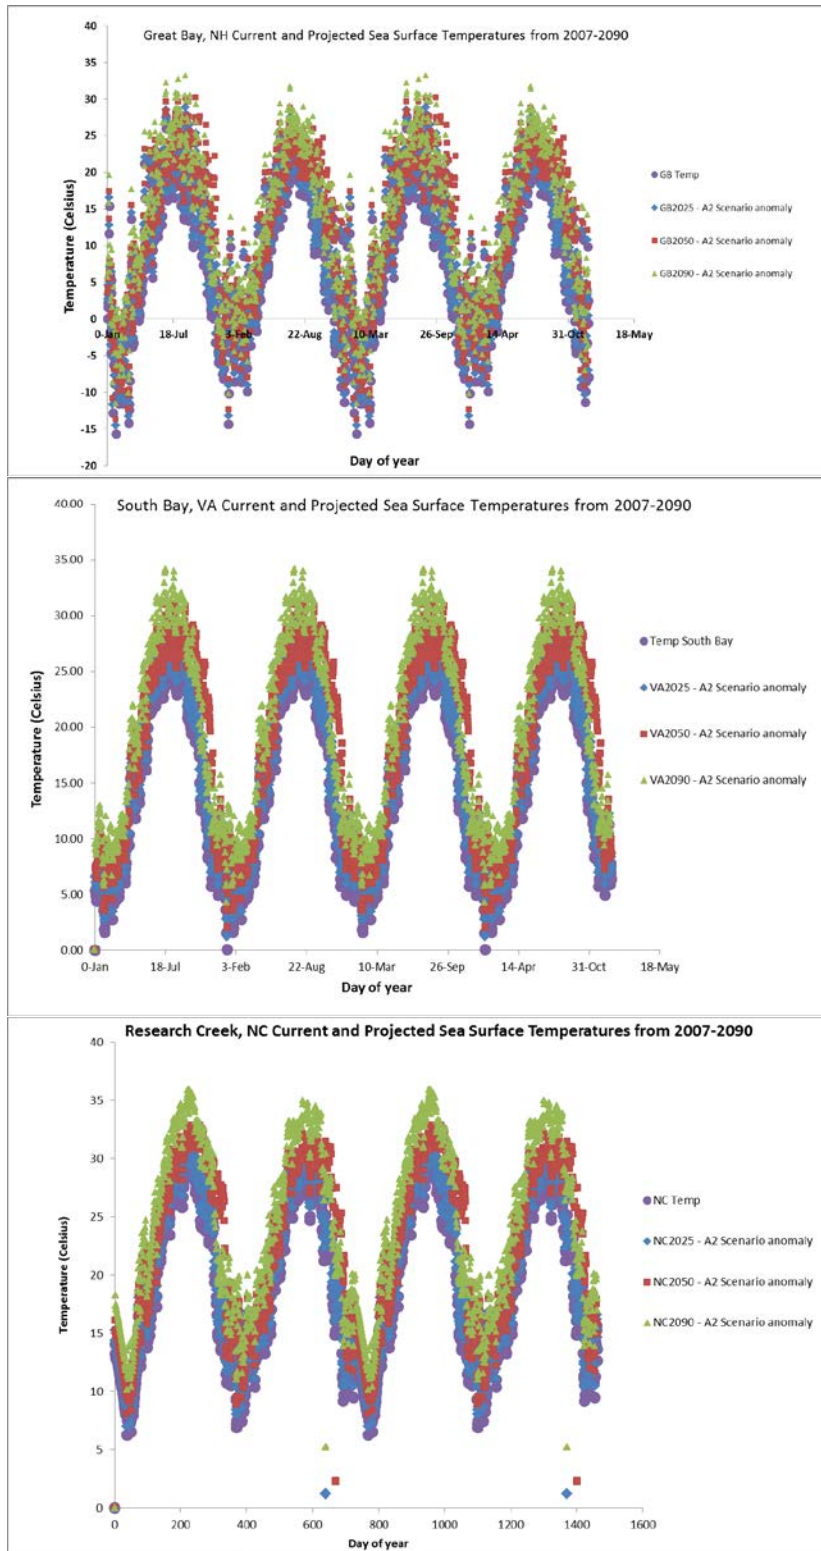 Great Bay, NH Current and Projected Sea Surface Temperatures from 2007-2090
40
35
30
25
20
15
10
5
0
-5
-10
-15
-20
Temperature (Celsius)
0-Jan 18-Jul 3-Feb 22-Aug 10-Mar 26-Sep 14-Apr 31-Oct 18-May
Day of year
GB Temp
GB2025 - A2 Scenario anomaly
GB2050 - A2 Scenario anomaly
GB2090 - A2 Scenario anomaly
South Bay, VA Current and Projected Sea Surface Temperatures from 2007-2090
40.00
35.00
30.00
25.00
20.00
15.00
10.00
5.00
0.00
Temperature (Celsius)
0-Jan 18-Jul 3-Feb 22-Aug 10-Mar 26-Sep 14-Apr 31-Oct 18-May
Day of year
Temp South Bay
VA2025 - A2 Scenario anomaly
VA2050 - A2 Scenario anomaly
VA2090 - A2 Scenario anomaly
Research Creek, NC Current and Projected Sea Surface Temperatures from 2007-2090
40
35
30
25
20
15
10
5
0
Temperature (Celsius)
0 200 400 600 800 1000 1200 1400 1600
Day of year
NC Temp
NC2025 - A2 Scenario anomaly
NC2050 - A2 Scenario anomaly
NC2090 - A2 Scenario anomaly